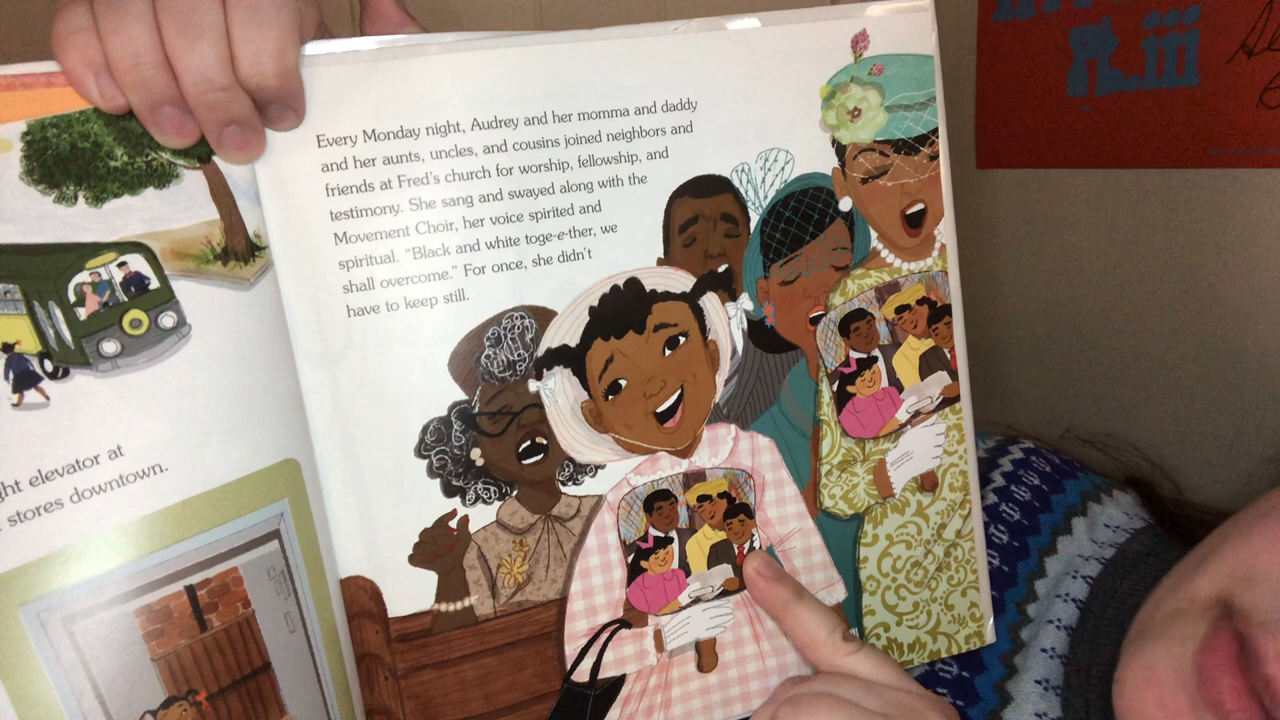 Every Monday night, Audrey and her momma and daddy
and her aunts, uncles, and cousins joined neighbors and
friends at Fred's church for worship, fellowship, and
testimony. She sang and swayed along with the
Movement Choir, her voice spirited and
spiritual. "Black and white toge-e-ther, we
shall overcome." For once, she didn't
have to keep still.
elevator at
stores downtown.